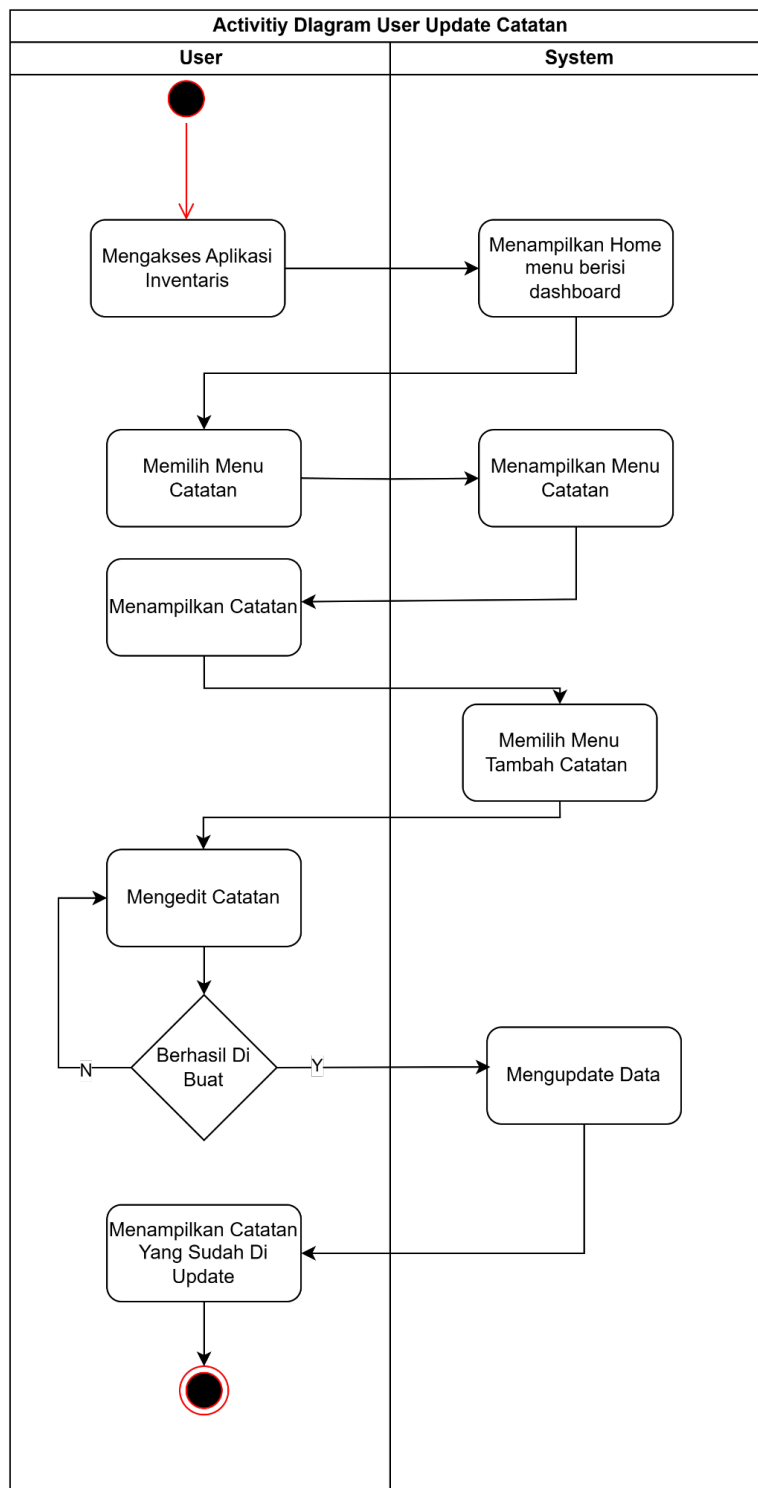 Activitiy DIagram User Update Catatan
User
System
Mengakses Aplikasi
Inventaris
Menampilkan Home
menu berisi
dashboard
Memilih Menu
Catatan
Menampilkan Menu
Catatan
Menampilkan Catatan
Memilih Menu
Tambah Catatan
Mengedit Catatan
Berhasil Di
Buat
N
Y
Mengupdate Data
Menampilkan Catatan
Yang Sudah Di
Update